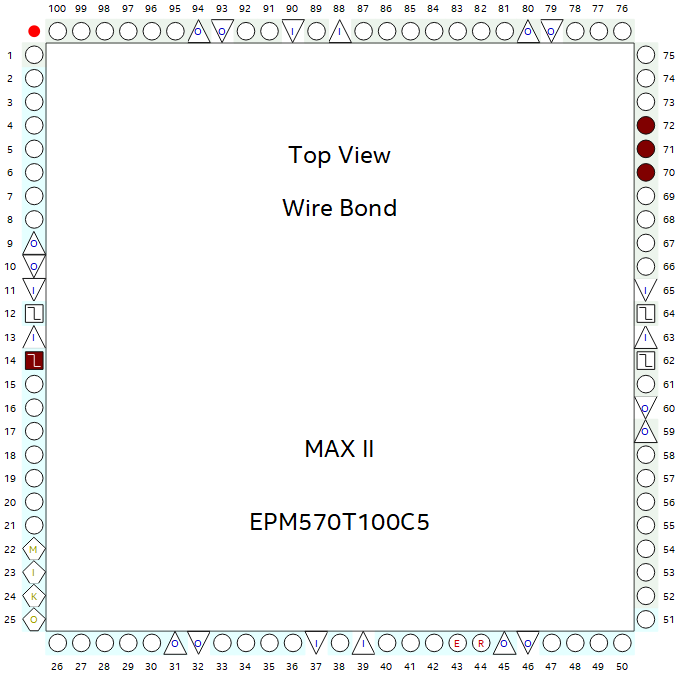 100 99 98 97 96 95 94 93 92 91 90 89 88 87 86 85 84 83 82 81 80 79 78 77 76
O O I I O O
1 75
2 74
3 73
4 72
5 71
Top View
6 70
7 69
Wire Bond
8 68
9 O 67
10 O 66
11 I I 65
12 64
13 I I 63
14 62
15 61
16 O 60
17 O 59
MAX II
18 58
19 57
20 56
EPM570T100C5
21 55
22 M 54
23 I 53
24 K 52
25 O 51
O O I I E R O O
26 27 28 29 30 31 32 33 34 35 36 37 38 39 40 41 42 43 44 45 46 47 48 49 50